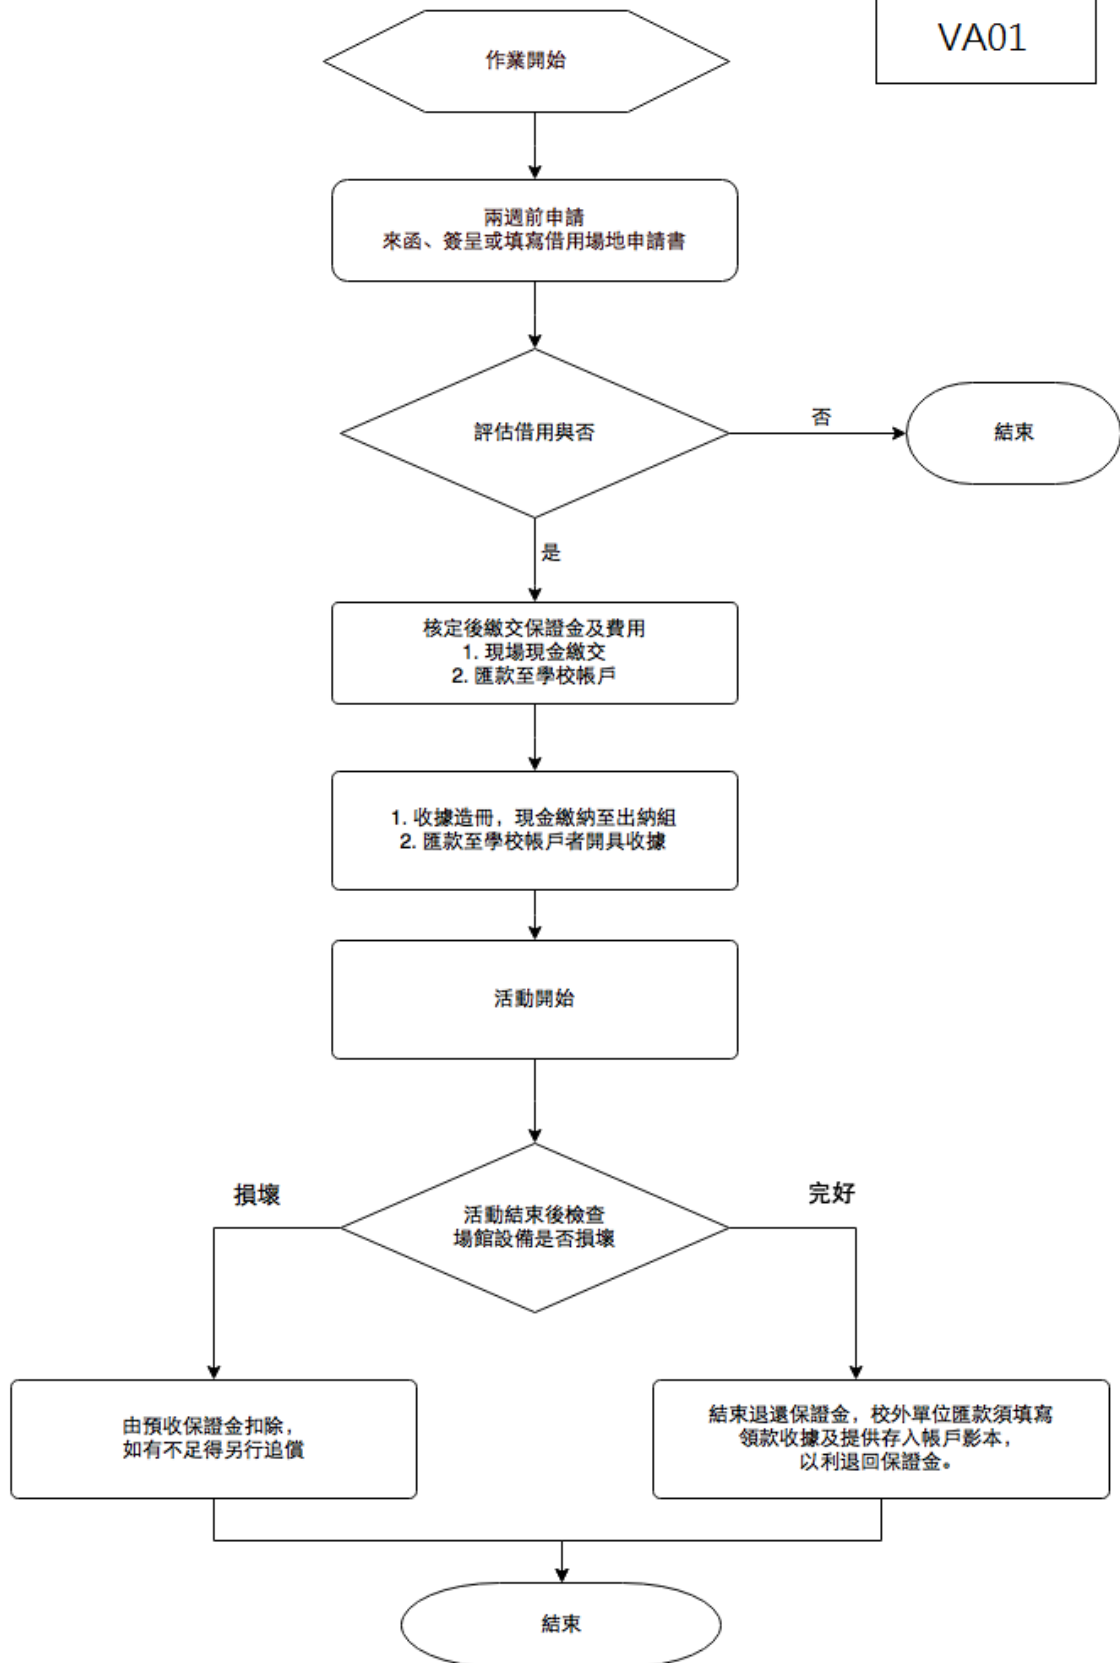 VA01
作業開始
兩週前申請
來函、簽呈或填寫借用場地申請書
評估借用與否
否
結束
是
核定後繳交保證金及費用
1. 現場現金繳交
2. 匯款至學校帳戶
1. 收據造冊，現金繳納至出納組
2. 匯款至學校帳戶者開具收據
活動開始
損壞
完好
活動結束後檢查
場館設備是否損壞
由預收保證金扣除，
如有不足得另行追償
結束退還保證金，校外單位匯款須填寫
領款收據及提供存入帳戶影本，
以利退回保證金。
結束